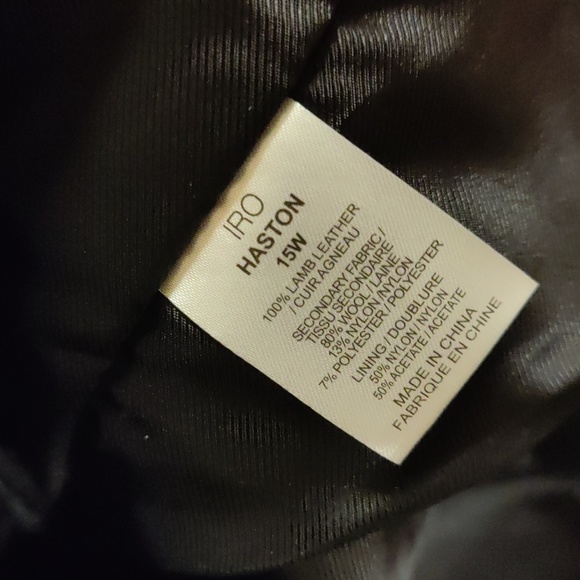 IRO
HASTON
15W
100% LAMB LEATHER
/ CUIR AGNEAU
SECONDARY FABRIC /
TISSU SECONDAIRE
80% WOOL / LAINE
13% NYLON /NYLON
7% POLYESTER / POLYESTER
LINING / DOUBLURE
50% NYLON / NYLON
50% ACETATE / ACETATE
MADE IN CHINA
FABRIQUE EN CHINE